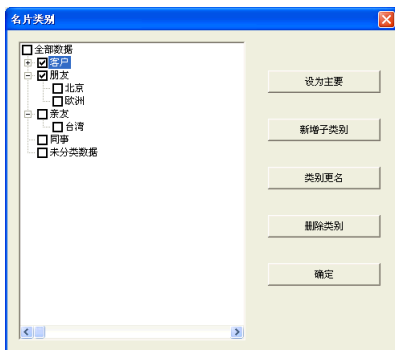 名片类别
全部数据
客户
朋友
北京
欧洲
亲友
台湾
同事
未分类数据
设为主要
新增子类别
类别更名
删除类别
确定